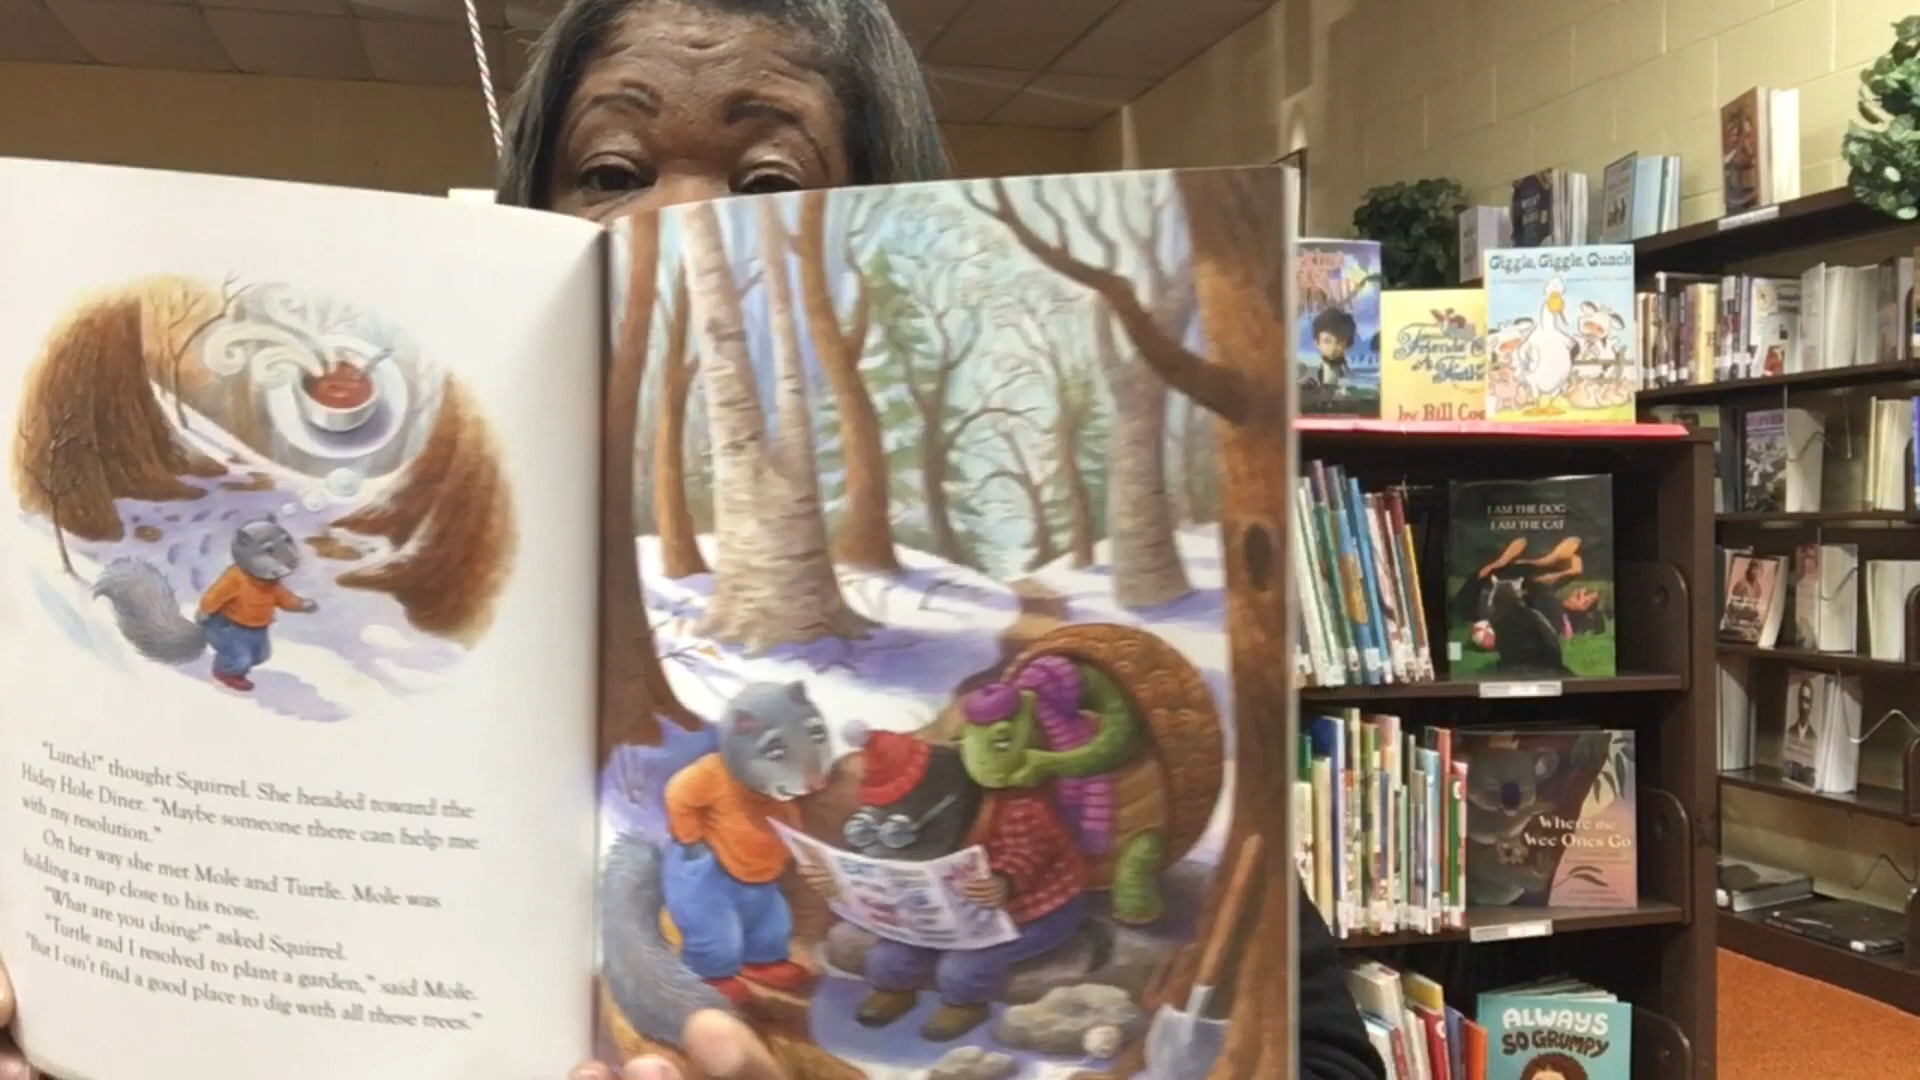 "Lunch!" thought Squirrel. She headed toward the
Hidey Hole Diner. "Maybe someone there can help me
with my resolution."
On her way she met Mole and Turtle. Mole was
holding a map close to his nose.
"What are you doing?" asked Squirrel.
"Turtle and I resolved to plant a garden," said Mole.
"But I can't find a good place to dig with all these trees."
Giggle, Giggle, Quack
Friends
by Bill
I AM THE DOG
I AM THE CAT
Where the
Wee Ones Go
ALWAYS
SO GRUMPY